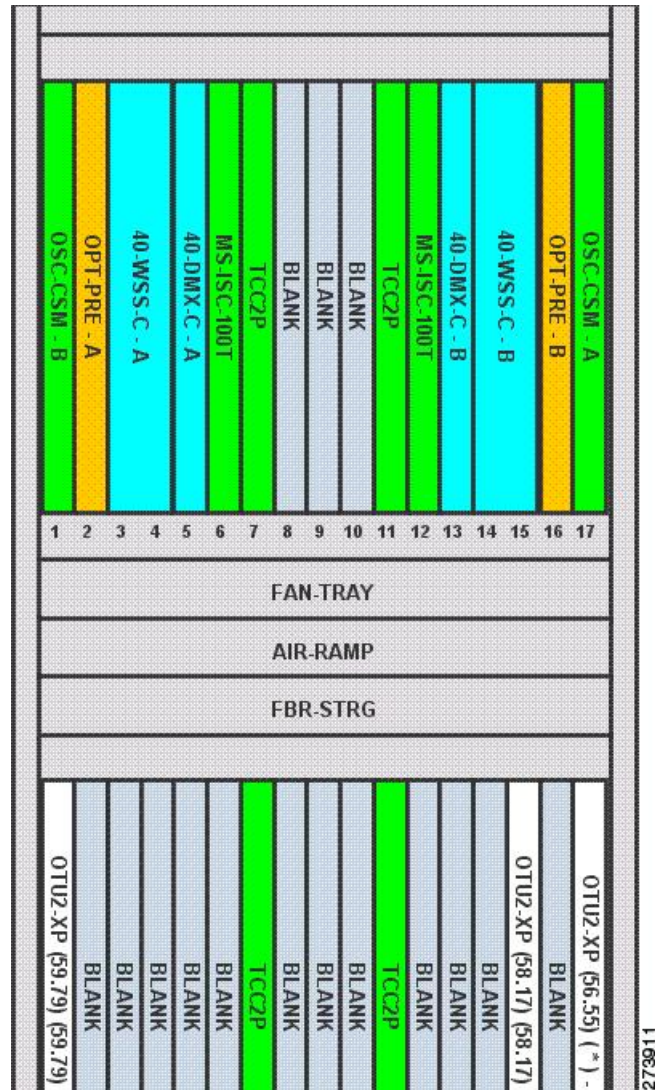 OSC-CSM - B
OPT-PRE - A
40-WSS-C - A
40-DMX-C - A
MS-ISC-100T
TCC2P
BLANK
BLANK
BLANK
TCC2P
MS-ISC-100T
40-DMX-C - B
40-WSS-C - B
OPT-PRE - B
OSC-CSM - A
1 2 3 4 5 6 7 8 9 10 11 12 13 14 15 16 17
FAN-TRAY
AIR-RAMP
FBR-STRG
OTU2-XP (59.79) (59.79)
BLANK
BLANK
BLANK
BLANK
BLANK
TCC2P
BLANK
BLANK
BLANK
TCC2P
BLANK
BLANK
BLANK
OTU2-XP (58.17) (58.17)
BLANK
OTU2-XP (56.55) ( * )
273911